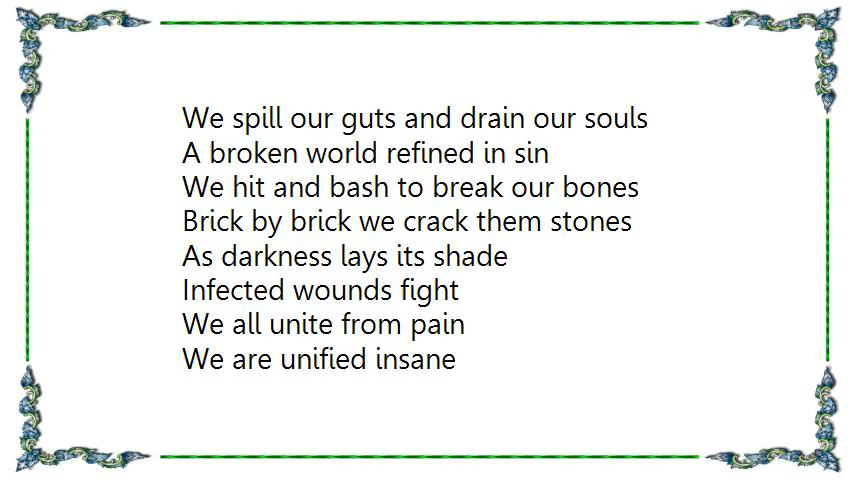 We spill our guts and drain our souls
A broken world refined in sin
We hit and bash to break our bones
Brick by brick we crack them stones
As darkness lays its shade
Infected wounds fight
We all unite from pain
We are unified insane